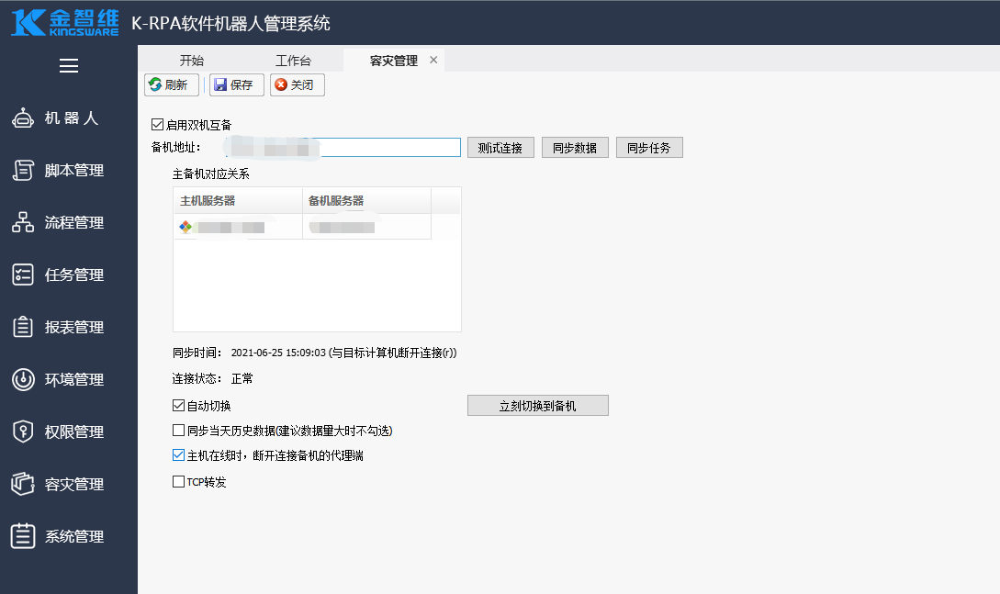 金智维
KINGSWARE
K-RPA软件机器人管理系统
开始 工作台 容灾管理
刷新 保存 关闭
机 器 人
脚本管理
流程管理
任务管理
报表管理
环境管理
权限管理
容灾管理
系统管理
启用双机互备
备机地址： 测试连接 同步数据 同步任务
主备机对应关系
主机服务器 备机服务器
同步时间： 2021-06-25 15:09:03 (与目标计算机断开连接(r))
连接状态： 正常
自动切换 立刻切换到备机
同步当天历史数据(建议数据量大时不勾选)
主机在线时，断开连接备机的代理端
TCP转发